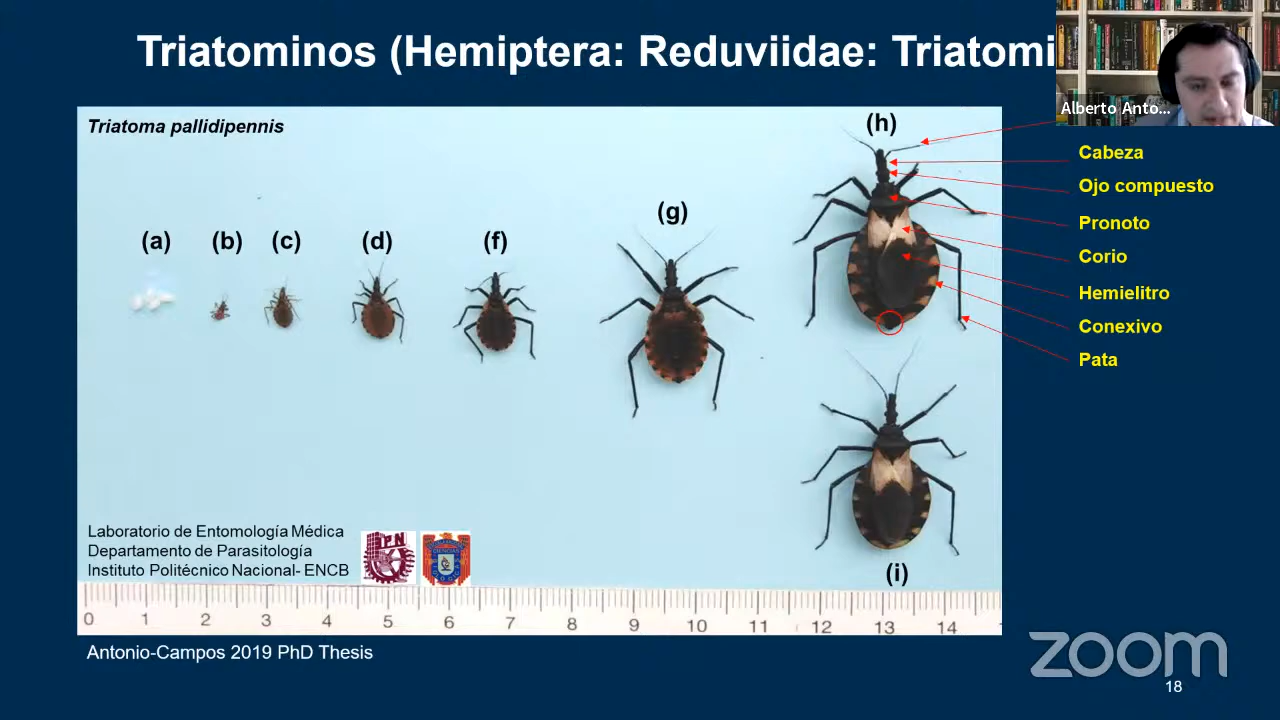 Triatominos (Hemiptera: Reduviidae: Triatomi
Alberto Anto...
Triatoma pallidipennis
(a)
(b)
(c)
(d)
(f)
(g)
(h)
(i)
Cabeza
Ojo compuesto
Pronoto
Corio
Hemielitro
Conexivo
Pata
Laboratorio de Entomología Médica
Departamento de Parasitología
Instituto Politécnico Nacional- ENCB
0 1 2 3 4 5 6 7 8 9 10 11 12 13 14
Antonio-Campos 2019 PhD Thesis
zoom
18